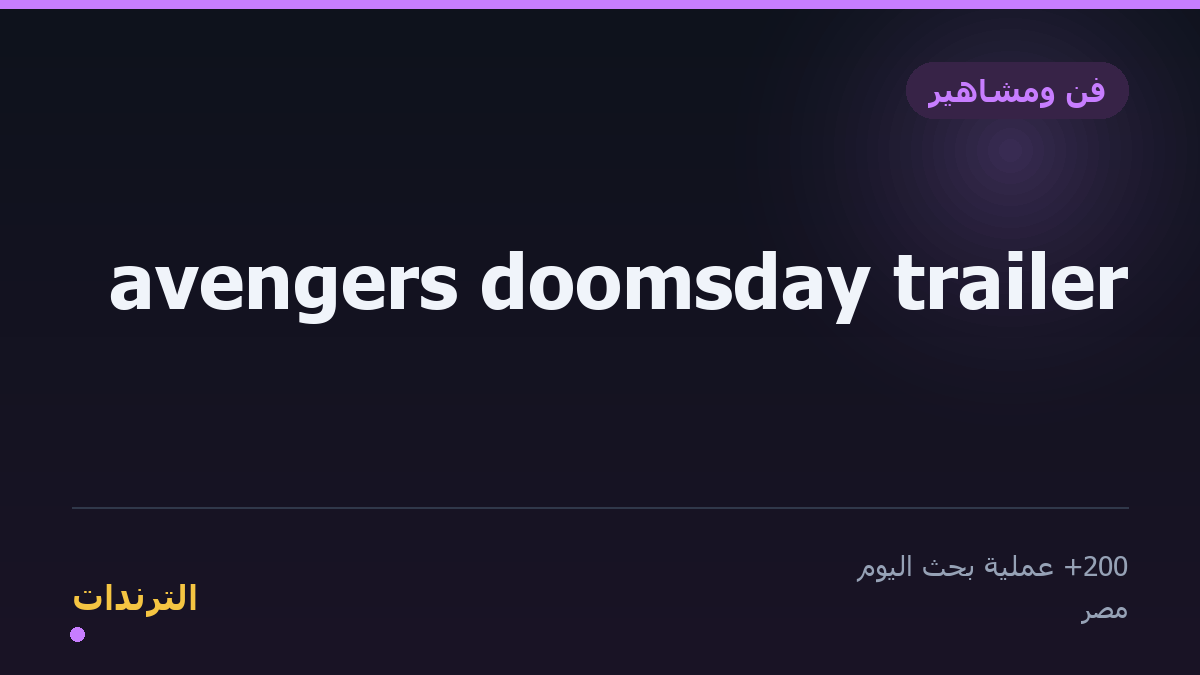 فن ومشاهير
avengers doomsday trailer
200+ عملية بحث اليوم
مصر
الترندات